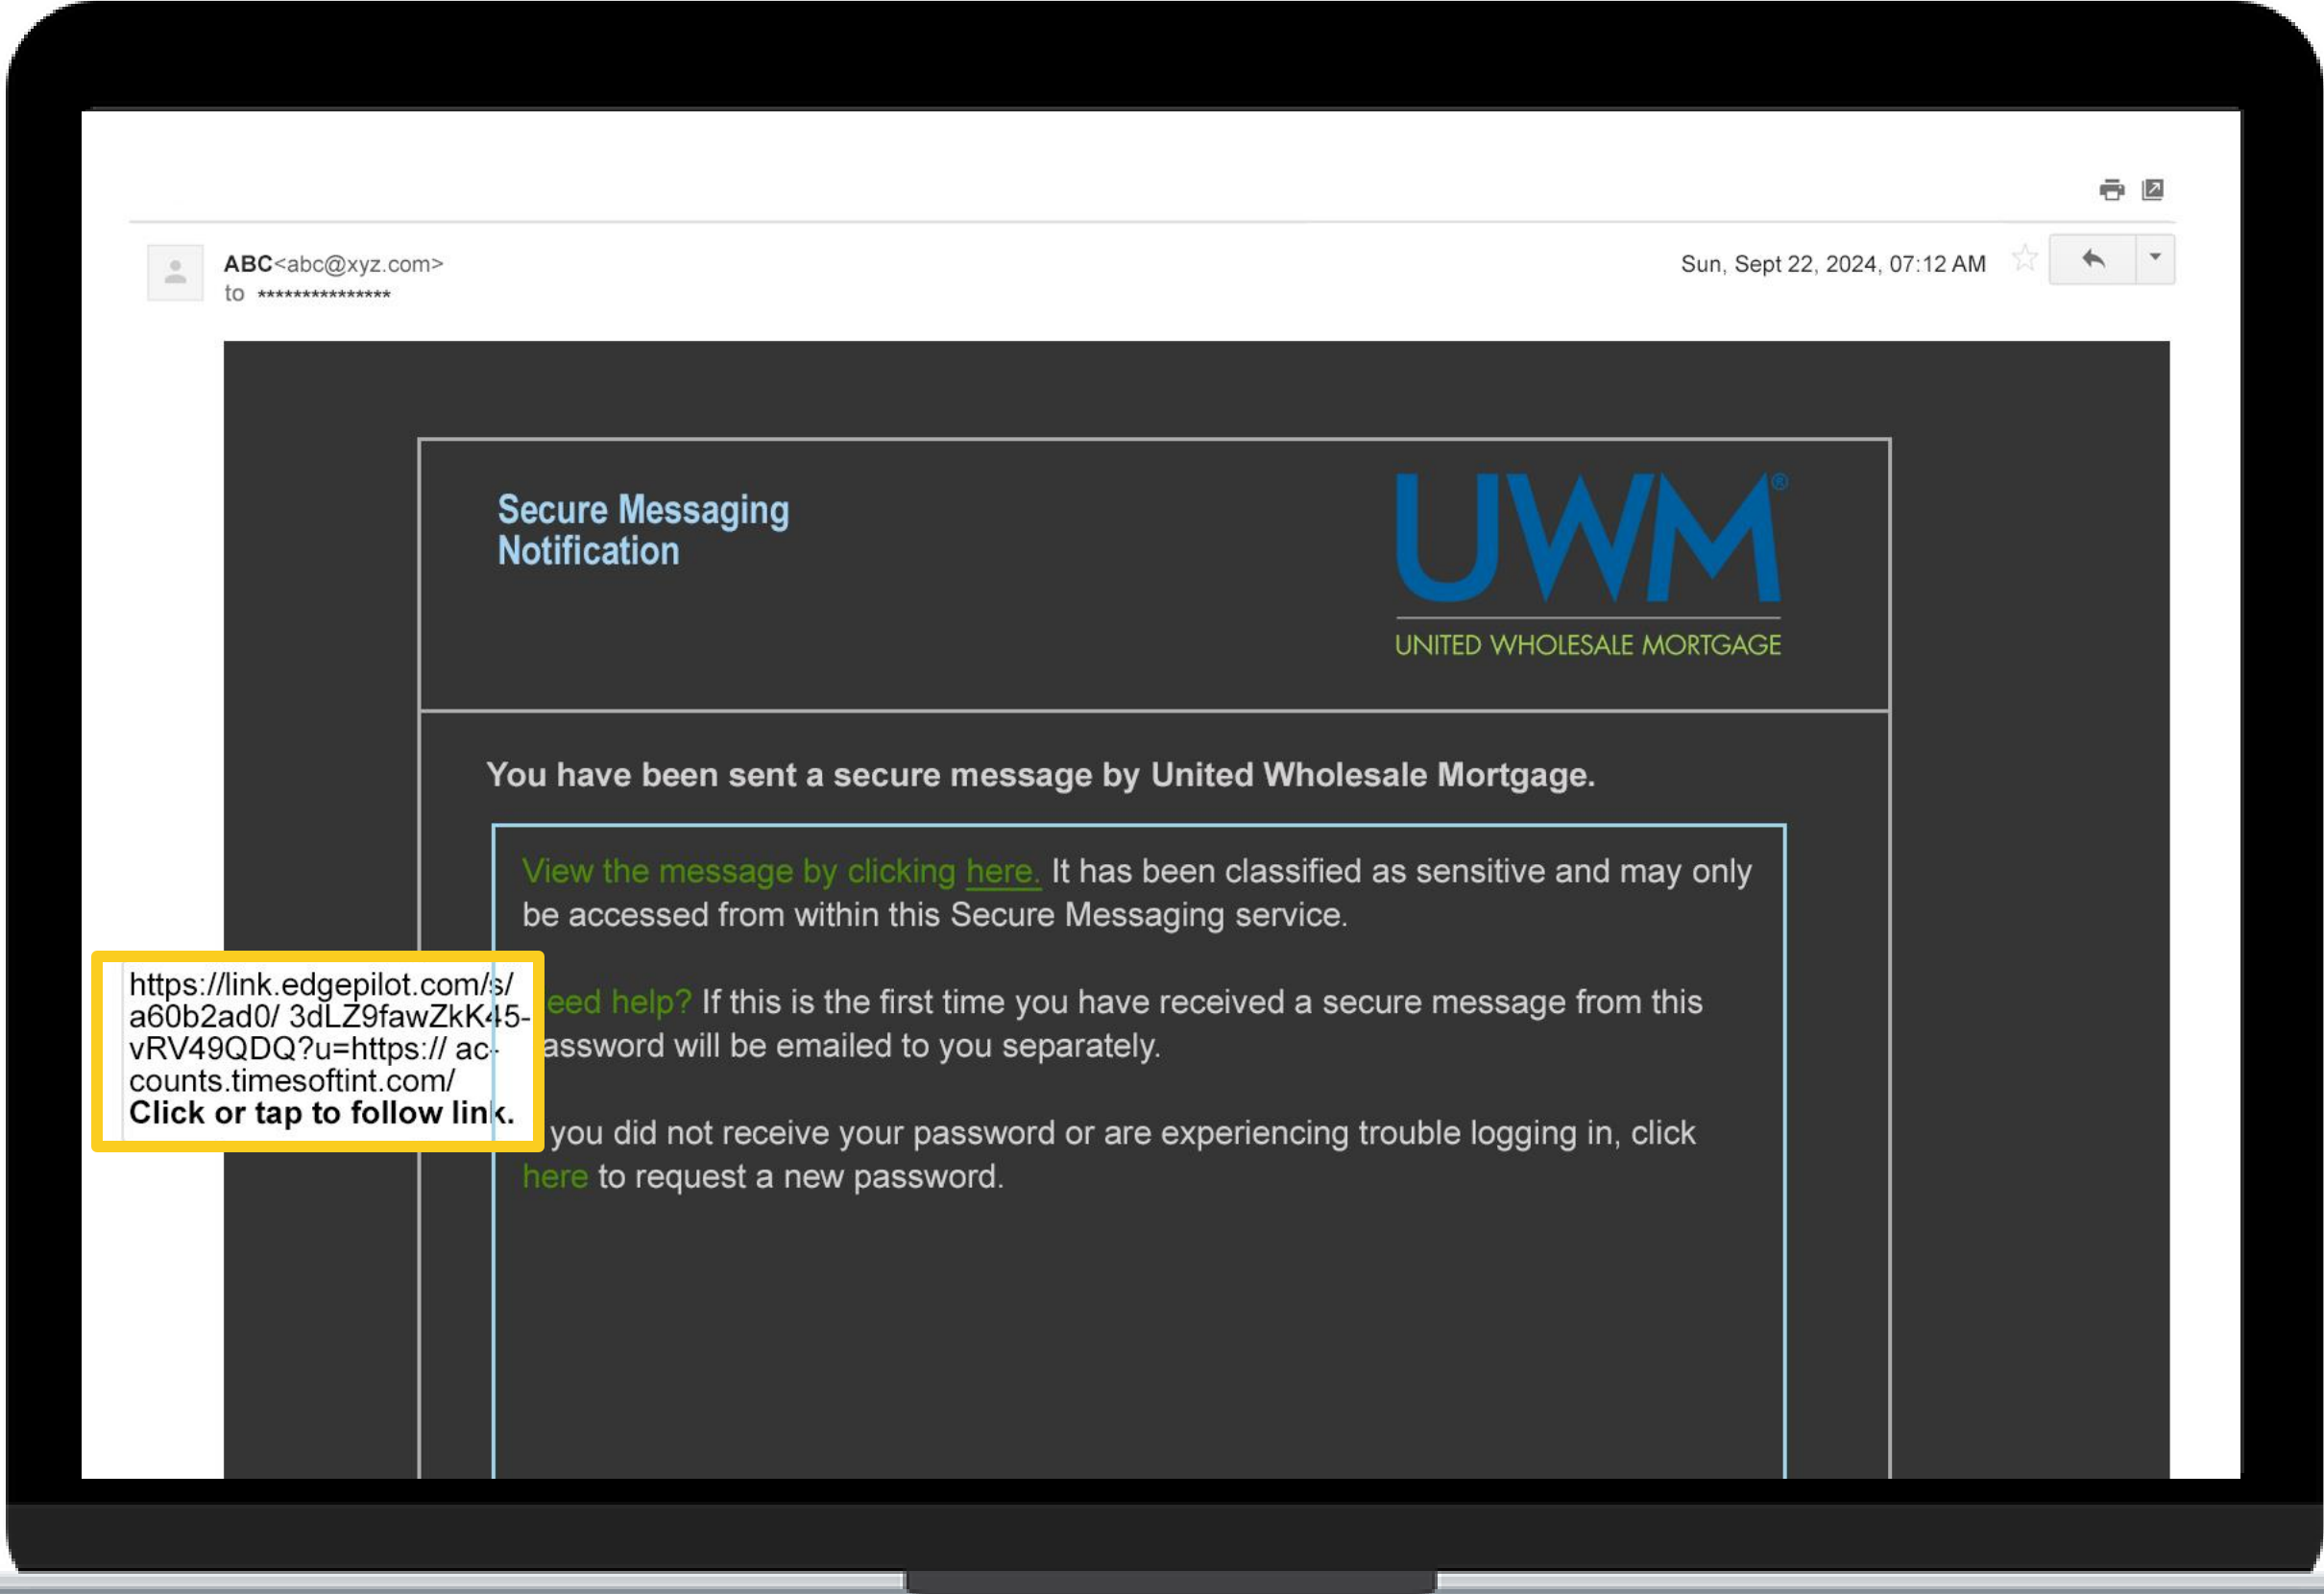 ABC<abc@xyz.com>
Sun, Sept 22, 2024, 07:12 AM
to ***************
Secure Messaging
Notification
UWM®
UNITED WHOLESALE MORTGAGE
You have been sent a secure message by United Wholesale Mortgage.
View the message by clicking here. It has been classified as sensitive and may only
be accessed from within this Secure Messaging service.
https://link.edgepilot.com/s/
a60b2ad0/ 3dLZ9fawZkK45-
vRV49QDQ?u=https:// ac-
counts.timesoftint.com/
Click or tap to follow link.
eed help? If this is the first time you have received a secure message from this
assword will be emailed to you separately.
you did not receive your password or are experiencing trouble logging in, click
here to request a new password.